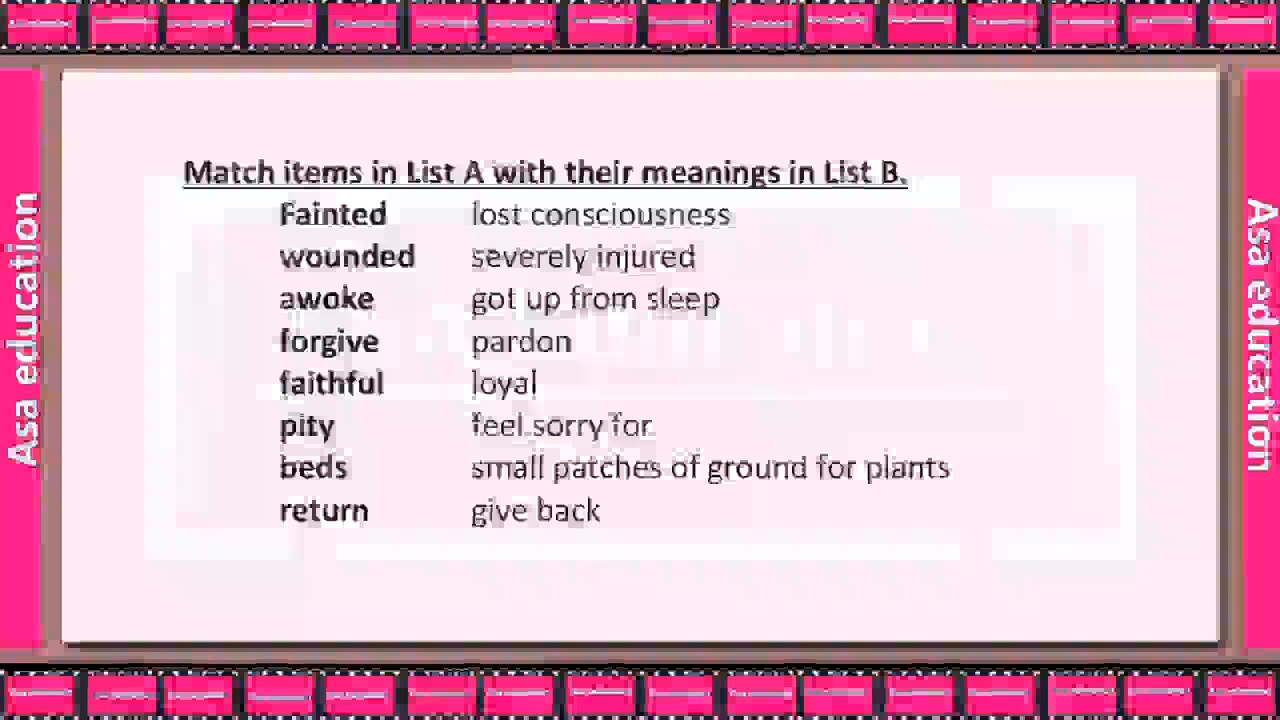 Match items in List A with their meanings in List B.
Fainted lost consciousness
wounded severely injured
awoke got up from sleep
forgive pardon
faithful loyal
pity feel sorry for
beds small patches of ground for plants
return give back
Asa education
Asa education